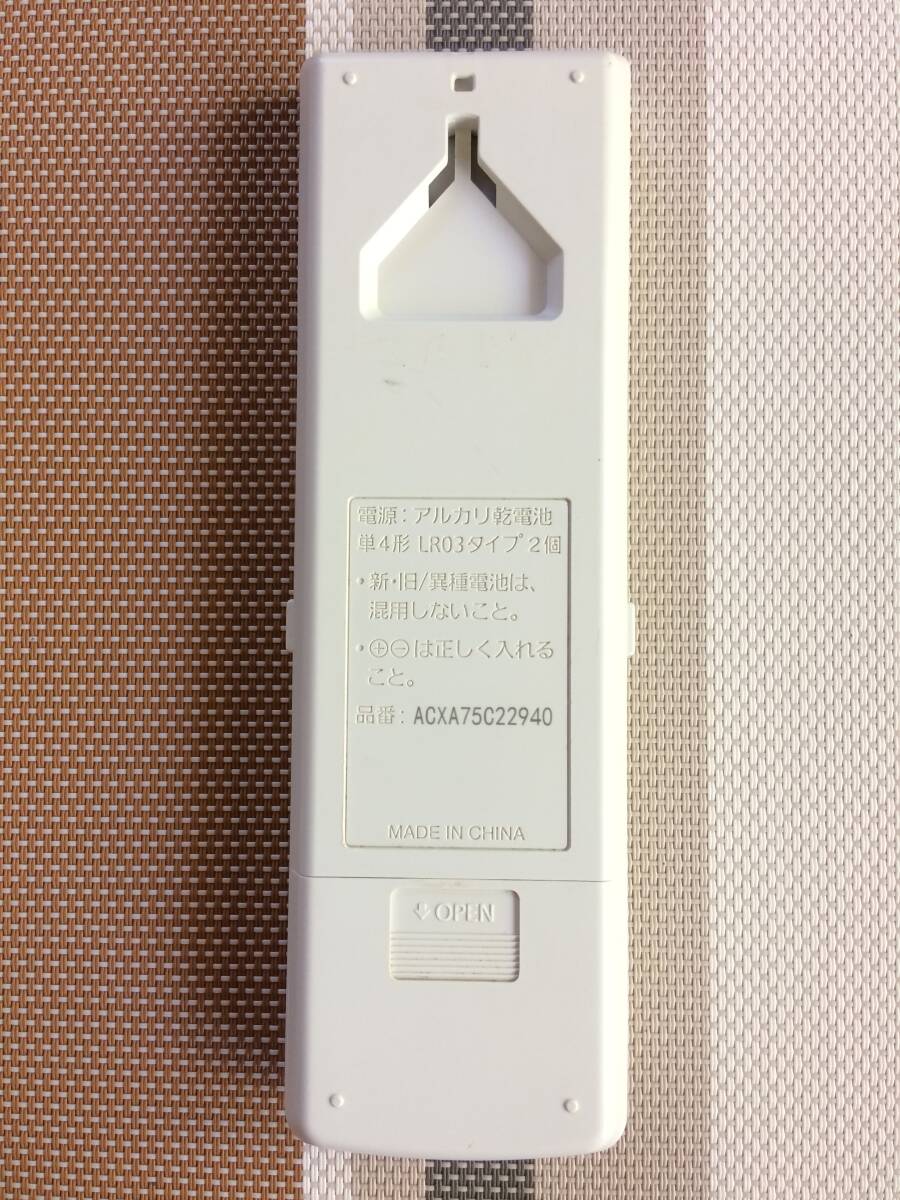 電源：アルカリ乾電池
単4形 LR03タイプ 2個
・新・旧/異種電池は、
混用しないこと。
・⊕⊖は正しく入れる
こと。
品番：ACXA75C22940
MADE IN CHINA
OPEN